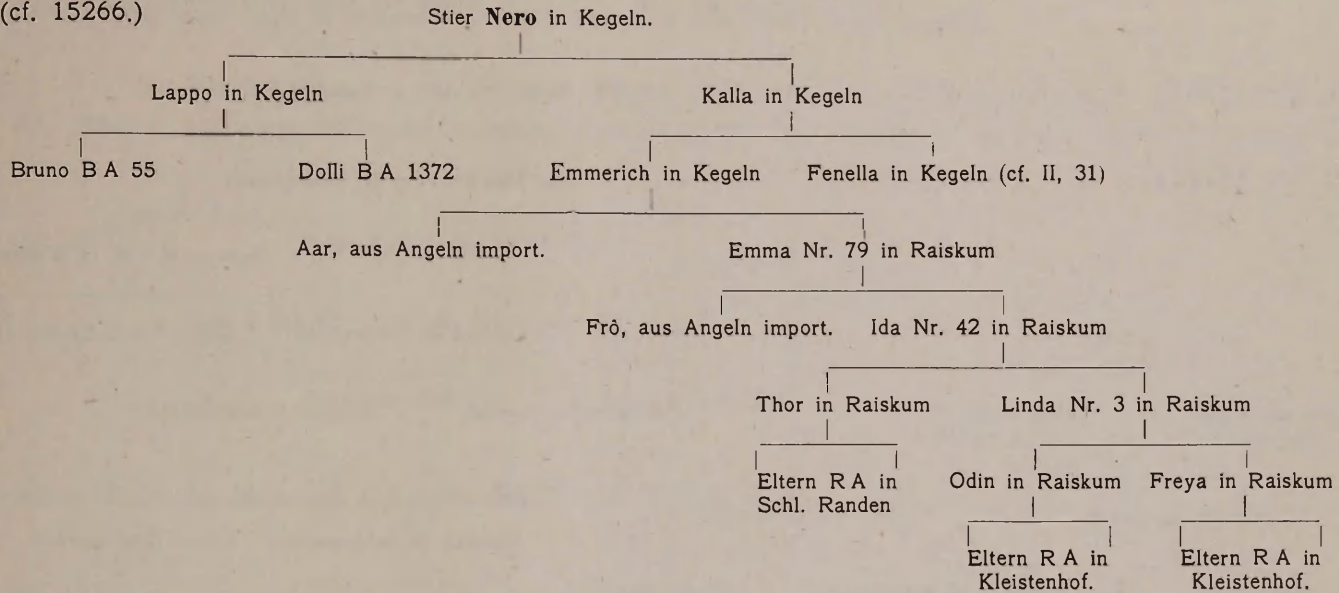 (cf. 15266.)
Stier Nero in Kegeln.
Lappo in Kegeln
Kalla in Kegeln
Bruno B A 55
Dolli B A 1372
Emmerich in Kegeln
Fenella in Kegeln (cf. II, 31)
Aar, aus Angeln import.
Emma Nr. 79 in Raiskum
Frô, aus Angeln import.
Ida Nr. 42 in Raiskum
Thor in Raiskum
Linda Nr. 3 in Raiskum
Eltern R A in
Schl. Randen
Odin in Raiskum
Freya in Raiskum
Eltern R A in
Kleistenhof.
Eltern R A in
Kleistenhof.